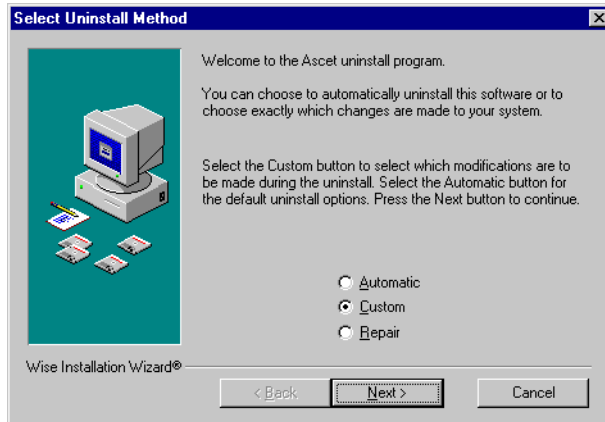 Select Uninstall Method
Welcome to the Ascet uninstall program.
You can choose to automatically uninstall this software or to
choose exactly which changes are made to your system.
Select the Custom button to select which modifications are to
be made during the uninstall. Select the Automatic button for
the default uninstall options. Press the Next button to continue.
Automatic
Custom
Repair
Wise Installation Wizard®
< Back
Next >
Cancel